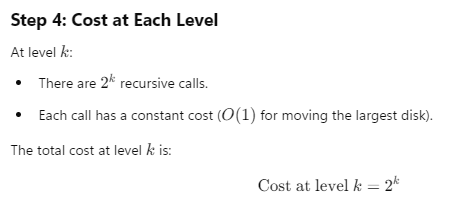 Step 4: Cost at Each Level
At level k:
• There are 2^k recursive calls.
• Each call has a constant cost (O(1) for moving the largest disk).
The total cost at level k is:
Cost at level k = 2^k